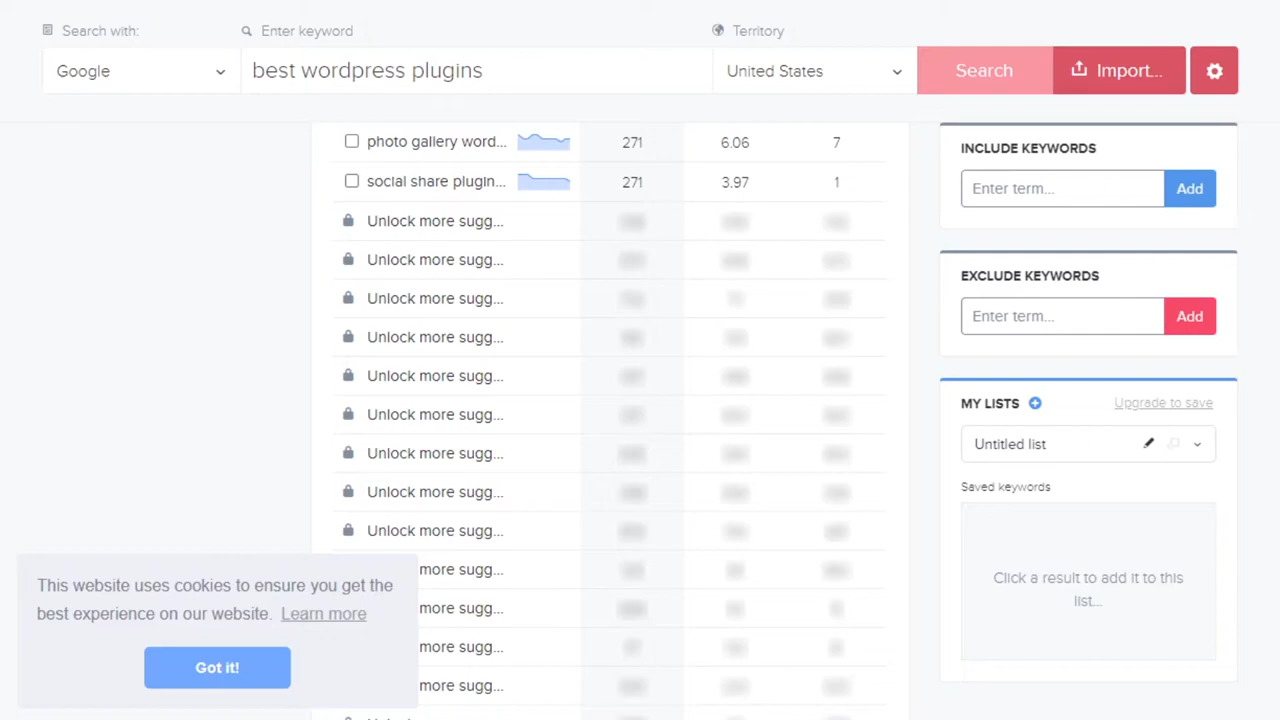 Search with:
Enter keyword
Territory
Google
best wordpress plugins
United States
Search
Import...
photo gallery word... 271 6.06 7
social share plugin... 271 3.97 1
Unlock more sugg...
Unlock more sugg...
Unlock more sugg...
Unlock more sugg...
Unlock more sugg...
Unlock more sugg...
Unlock more sugg...
Unlock more sugg...
Unlock more sugg...
more sugg...
more sugg...
more sugg...
more sugg...
INCLUDE KEYWORDS
Enter term...
Add
EXCLUDE KEYWORDS
Enter term...
Add
MY LISTS
Upgrade to save
Untitled list
Saved keywords
Click a result to add it to this
list...
This website uses cookies to ensure you get the
best experience on our website. Learn more
Got it!